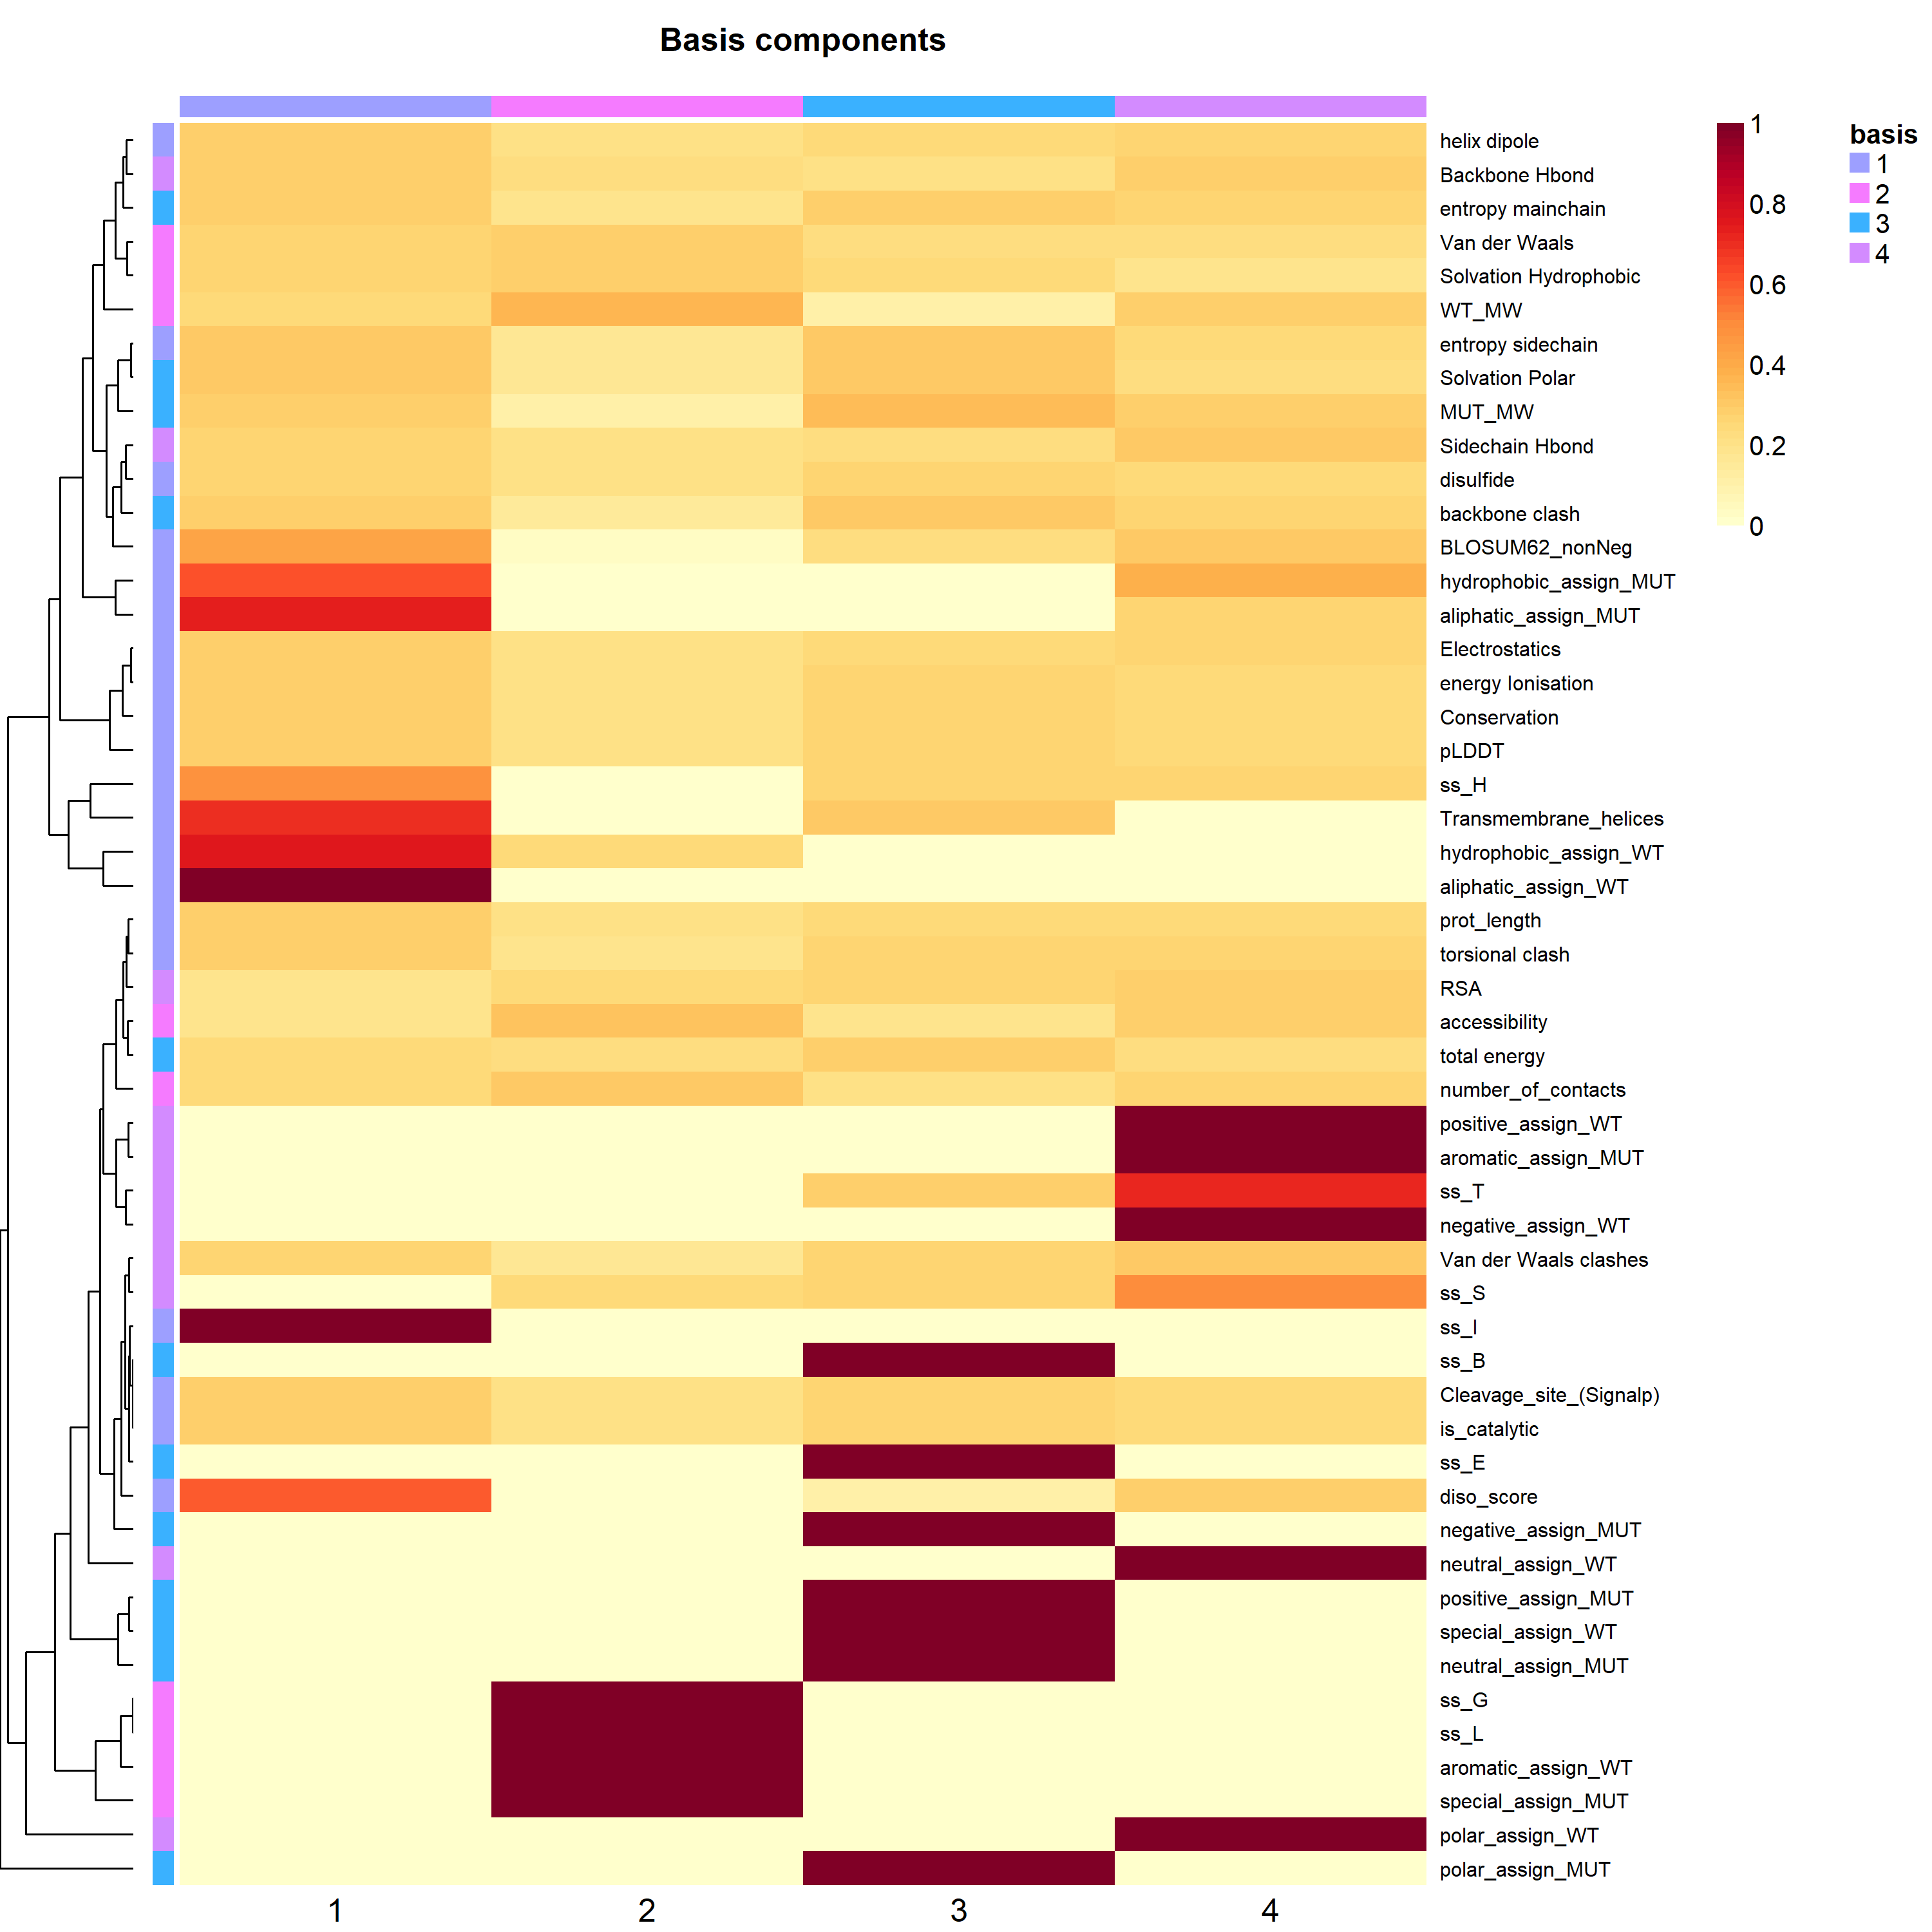 Basis components
helix dipole
Backbone Hbond
entropy mainchain
Van der Waals
Solvation Hydrophobic
WT_MW
entropy sidechain
Solvation Polar
MUT_MW
Sidechain Hbond
disulfide
backbone clash
BLOSUM62_nonNeg
hydrophobic_assign_MUT
aliphatic_assign_MUT
Electrostatics
energy Ionisation
Conservation
pLDDT
ss_H
Transmembrane_helices
hydrophobic_assign_WT
aliphatic_assign_WT
prot_length
torsional clash
RSA
accessibility
total energy
number_of_contacts
positive_assign_WT
aromatic_assign_MUT
ss_T
negative_assign_WT
Van der Waals clashes
ss_S
ss_I
ss_B
Cleavage_site_(Signalp)
is_catalytic
ss_E
diso_score
negative_assign_MUT
neutral_assign_WT
positive_assign_MUT
special_assign_WT
neutral_assign_MUT
ss_G
ss_L
aromatic_assign_WT
special_assign_MUT
polar_assign_WT
polar_assign_MUT
1
0.8
0.6
0.4
0.2
0
basis
1
2
3
4
1 2 3 4